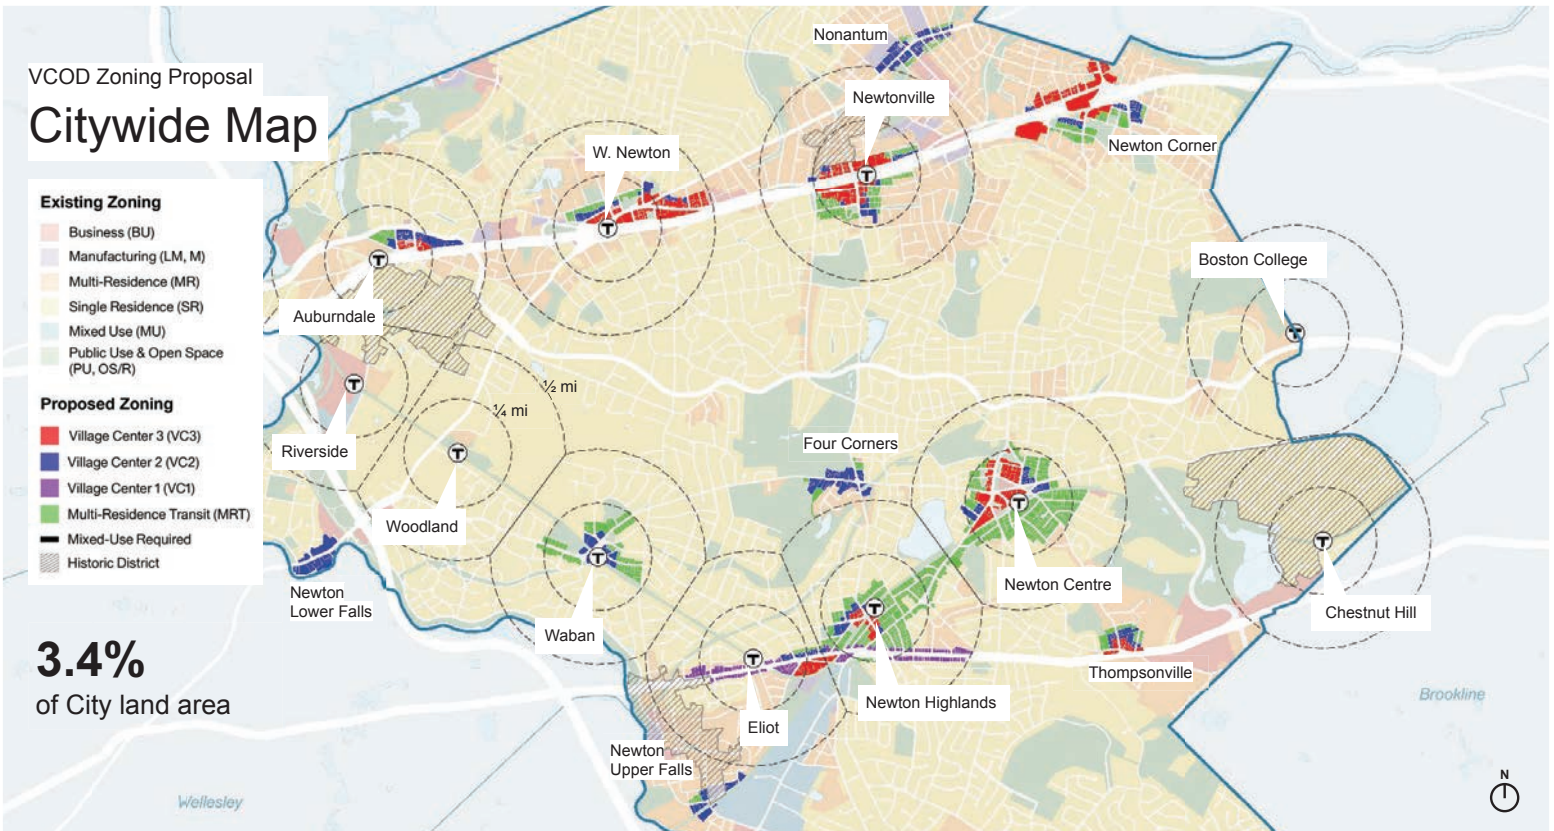 VCOD Zoning Proposal
Citywide Map
Existing Zoning
Business (BU)
Manufacturing (LM, M)
Multi-Residence (MR)
Single Residence (SR)
Mixed Use (MU)
Public Use & Open Space
(PU, OS/R)
Proposed Zoning
Village Center 3 (VC3)
Village Center 2 (VC2)
Village Center 1 (VC1)
Multi-Residence Transit (MRT)
Mixed-Use Required
Historic District
3.4%
of City land area
Nonantum
Newtonville
T
Newton Corner
W. Newton
T
Auburndale
T
Boston College
T
Riverside
T
½ mi
¼ mi
Woodland
T
Four Corners
Newton Centre
T
Chestnut Hill
T
Newton
Lower Falls
Waban
T
Newton Highlands
T
Thompsonville
Eliot
T
Newton
Upper Falls
Brookline
Wellesley
N